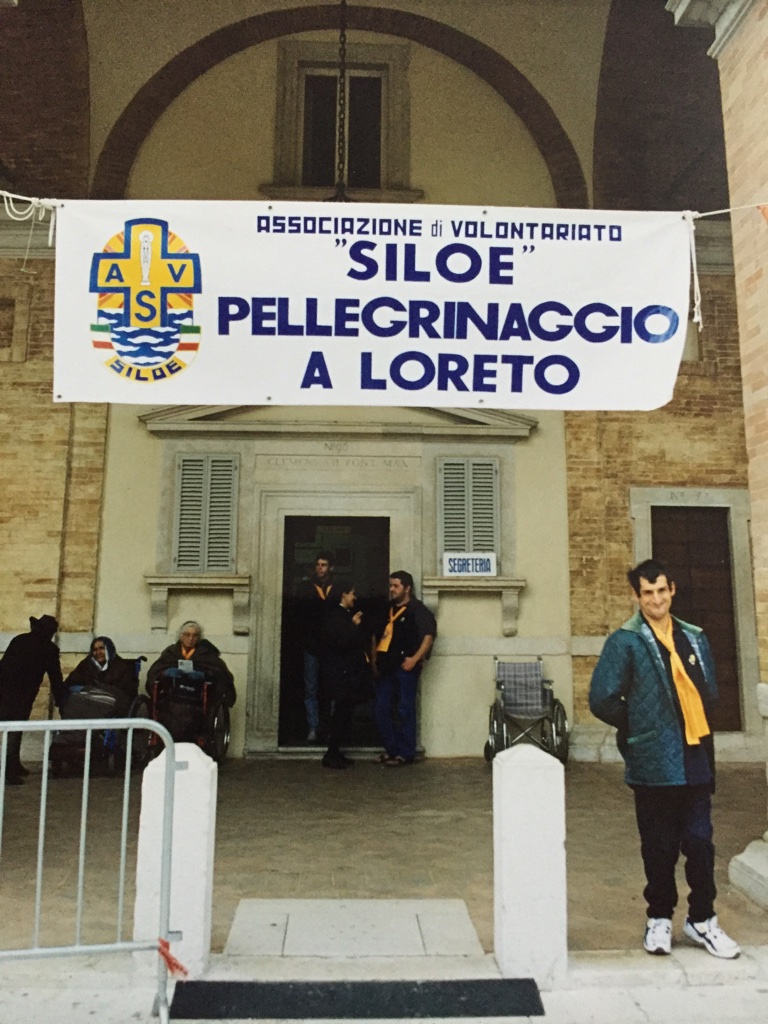 ASSOCIAZIONE di VOLONTARIATO
"SILOE"
PELLEGRINAGGIO
A LORETO
A V
S
SILOE
SEGRETERIA